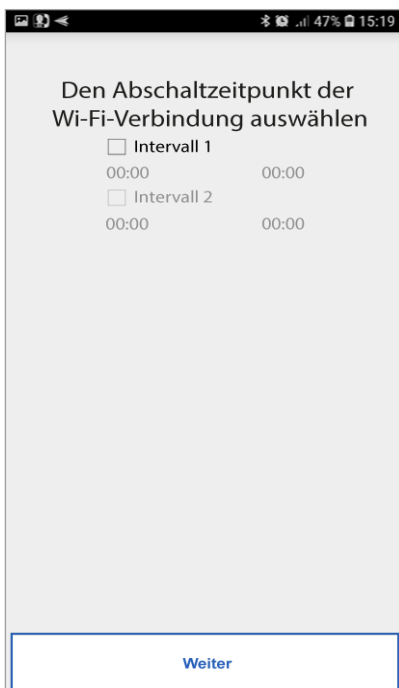 47% 15:19
Den Abschaltzeitpunkt der
Wi-Fi-Verbindung auswählen
Intervall 1
00:00 00:00
Intervall 2
00:00 00:00
Weiter